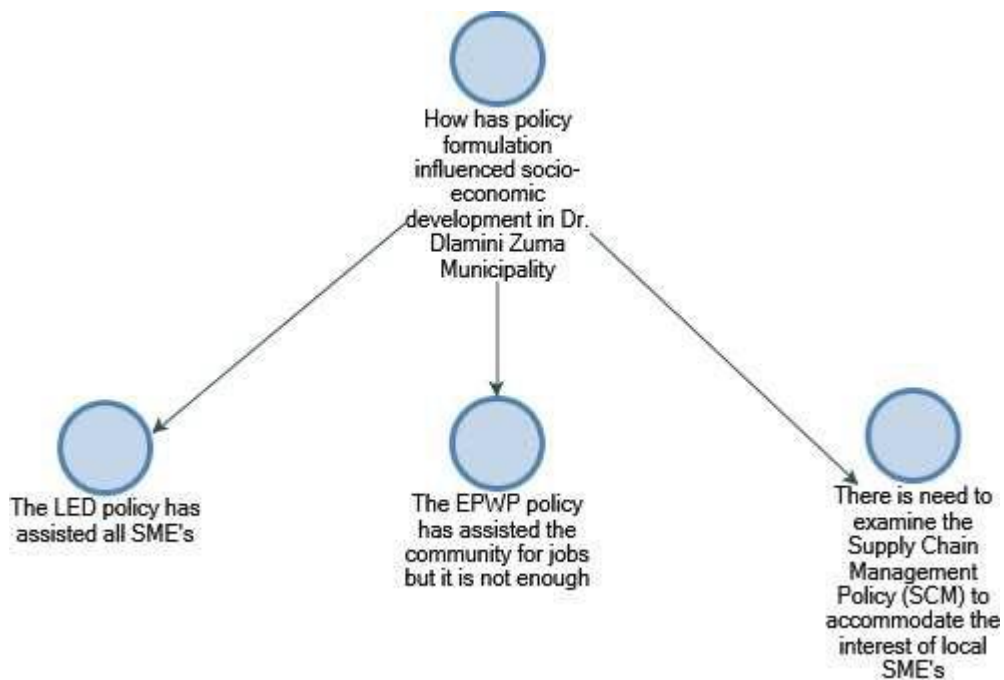 How has policy
formulation
influenced socio-
economic
development in Dr.
Dlamini Zuma
Municipality
The LED policy has
assisted all SME's
The EPWP policy
has assisted the
community for jobs
but it is not enough
There is need to
examine the
Supply Chain
Management
Policy (SCM) to
accommodate the
interest of local
SME's